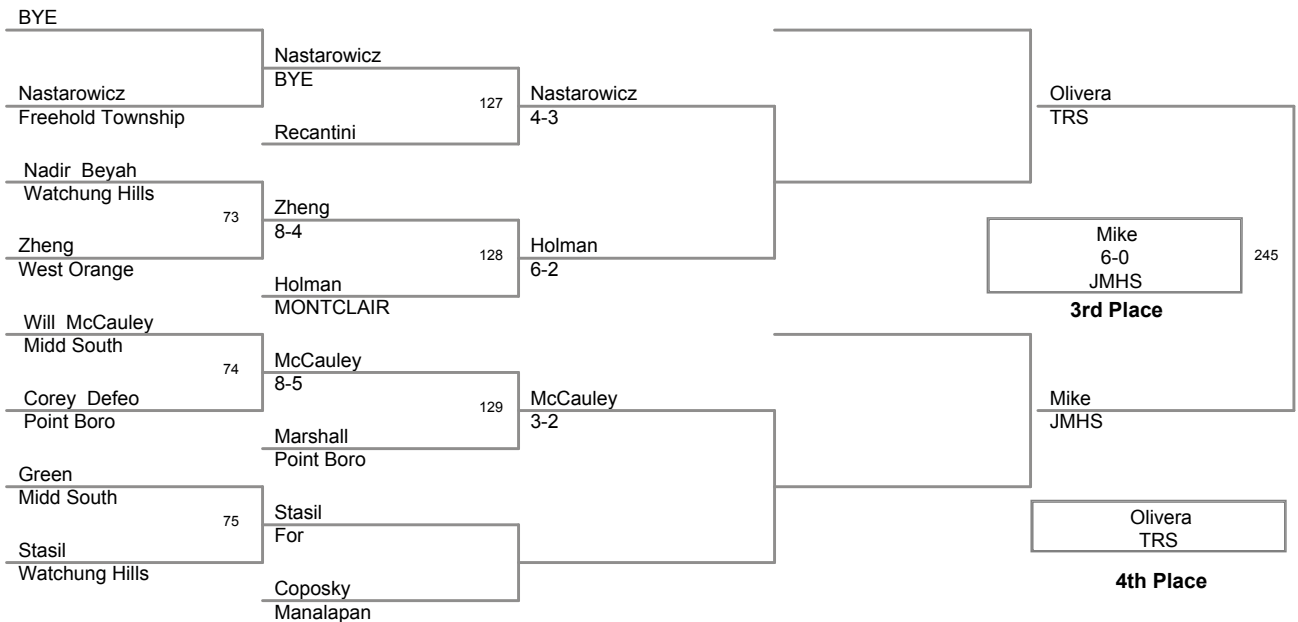 BYE
Nastarowicz
BYE
Nastarowicz
Freehold Township
127
Nastarowicz
4-3
Olivera
TRS
Recantini
Nadir Beyah
Watchung Hills
73
Zheng
8-4
Zheng
West Orange
128
Holman
6-2
Mike
6-0
JMHS
245
3rd Place
Holman
MONTCLAIR
Will McCauley
Midd South
74
McCauley
8-5
Corey Defeo
Point Boro
129
McCauley
3-2
Mike
JMHS
Marshall
Point Boro
Green
Midd South
75
Stasil
For
Stasil
Watchung Hills
Olivera
TRS
4th Place
Coposky
Manalapan